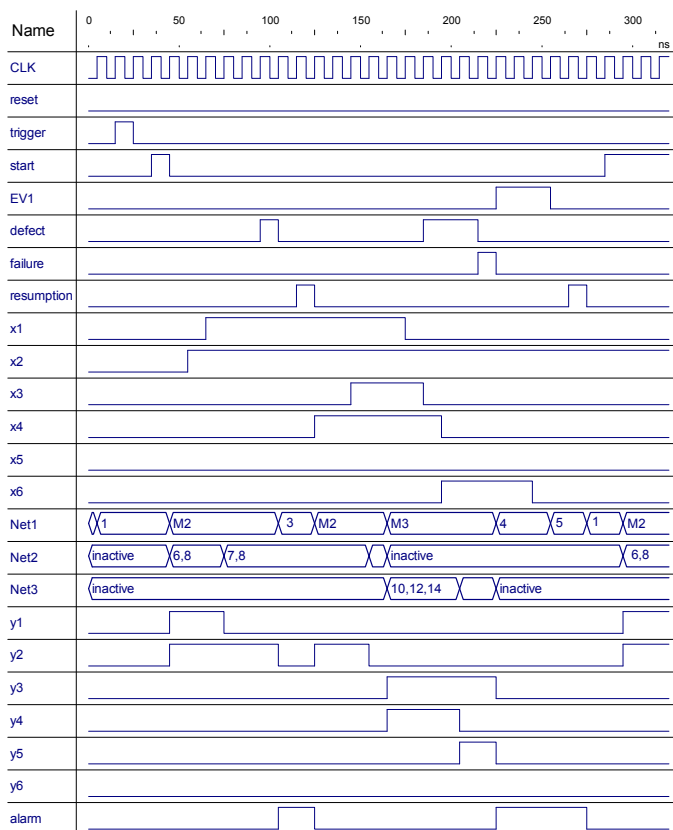 Name 0 50 100 150 200 250 300
ns
CLK
reset
trigger
start
EV1
defect
failure
resumption
x1
x2
x3
x4
x5
x6
Net1 1 M2 3 M2 M3 4 5 1 M2
Net2 inactive 6,8 7,8 inactive 6,8
Net3 inactive 10,12,14 inactive
y1
y2
y3
y4
y5
y6
alarm